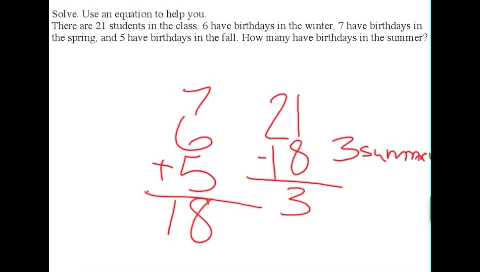 Solve. Use an equation to help you.
There are 21 students in the class. 6 have birthdays in the winter, 7 have birthdays in
the spring, and 5 have birthdays in the fall. How many have birthdays in the summer?
7
6
+5
18
21
-18
3
3 summer